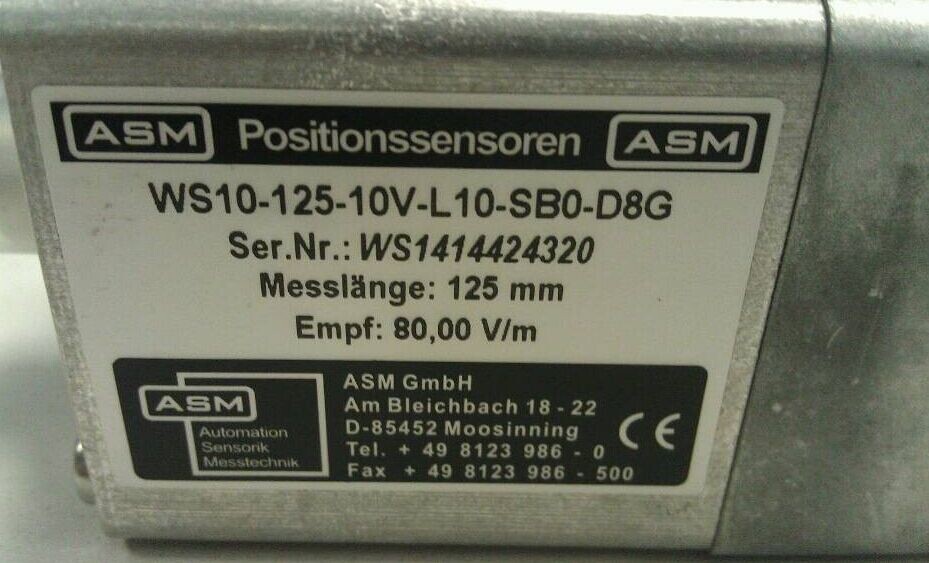 ASM Positionssensoren ASM
WS10-125-10V-L10-SB0-D8G
Ser.Nr.: WS1414424320
Messlänge: 125 mm
Empf: 80,00 V/m
ASM
Automation
Sensorik
Messtechnik
ASM GmbH
Am Bleichbach 18 - 22
D-85452 Moosinning
Tel. + 49 8123 986 - 0
Fax + 49 8123 986 - 500
CE